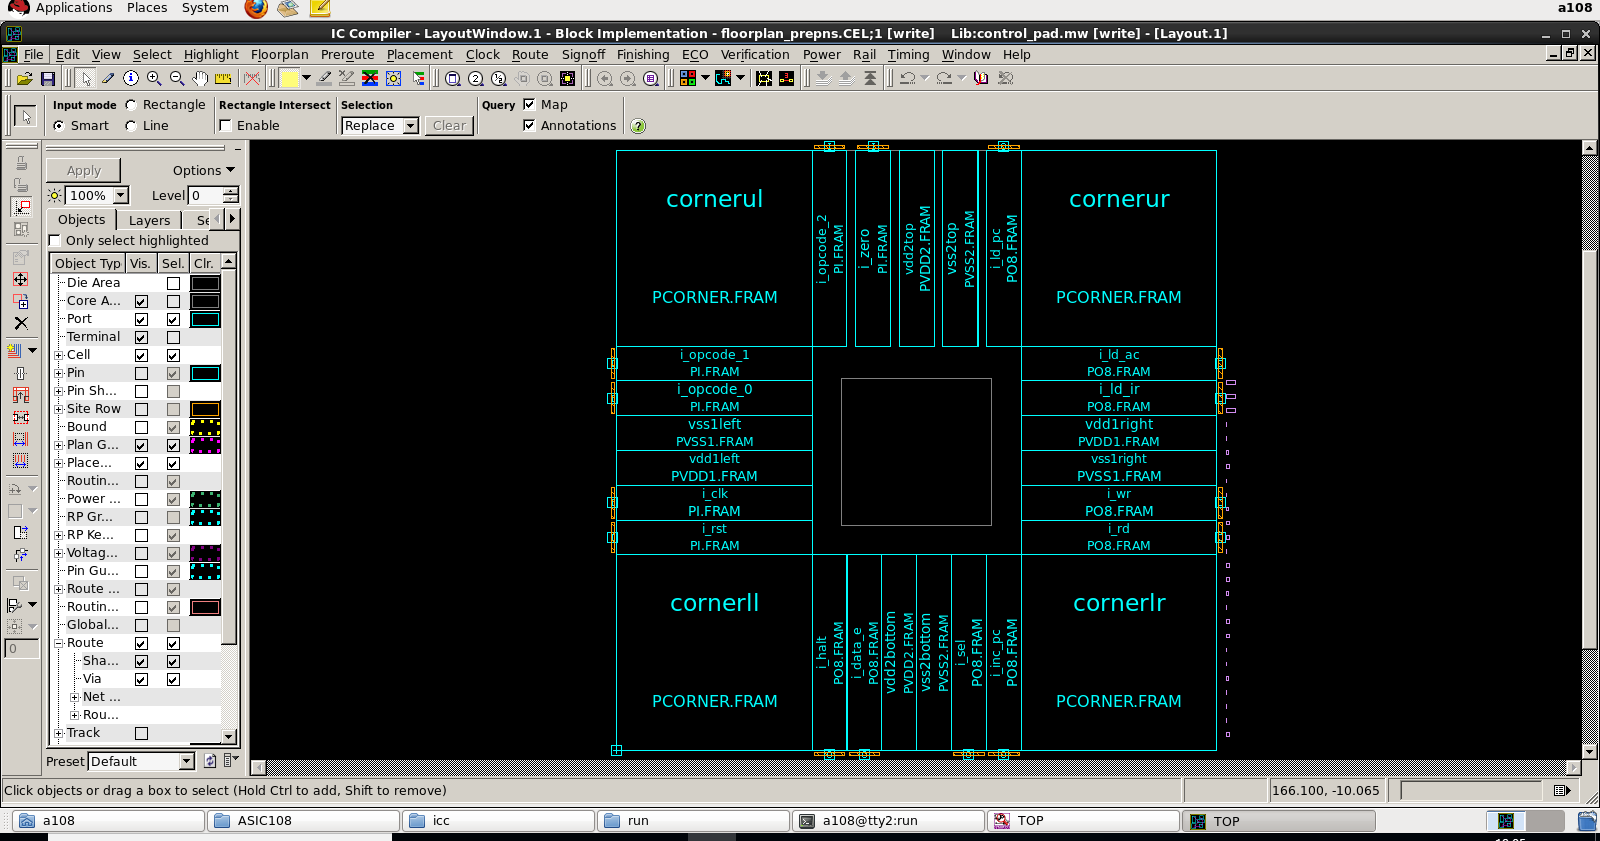 Applications Places System a108
IC Compiler - LayoutWindow.1 - Block Implementation - floorplan_prepns.CEL;1 [write] Lib:control_pad.mw [write] - [Layout.1]
File Edit View Select Highlight Floorplan Preroute Placement Clock Route Signoff Finishing ECO Verification Power Rail Timing Window Help
Input mode Rectangle Rectangle Intersect Selection Query Map
Smart Line Enable Replace Clear Annotations
Apply Options
100% Level 0
Objects Layers Se
Only select highlighted
Object Typ Vis. Sel. Clr.
Die Area
Core A...
Port
Terminal
Cell
Pin
Pin Sh...
Site Row
Bound
Plan G...
Place...
Routin...
Power ...
RP Gr...
RP Ke...
Voltag...
Pin Gu...
Route ...
Routin...
Global...
Route
Sha...
Via
Net ...
Rou...
Track
Preset Default
0
cornerul
PCORNER.FRAM
i_opcode_2
PI.FRAM
i_zero
PI.FRAM
vdd2top
PVDD2.FRAM
vss2top
PVSS2.FRAM
i_ld_pc
PO8.FRAM
cornerur
PCORNER.FRAM
i_opcode_1
PI.FRAM
i_opcode_0
PI.FRAM
vss1left
PVSS1.FRAM
vdd1left
PVDD1.FRAM
i_clk
PI.FRAM
i_rst
PI.FRAM
i_ld_ac
PO8.FRAM
i_ld_ir
PO8.FRAM
vdd1right
PVDD1.FRAM
vss1right
PVSS1.FRAM
i_wr
PO8.FRAM
i_rd
PO8.FRAM
cornerll
PCORNER.FRAM
i_halt
PO8.FRAM
i_data_e
PO8.FRAM
vdd2bottom
PVDD2.FRAM
vss2bottom
PVSS2.FRAM
i_sel
PO8.FRAM
i_inc_pc
PO8.FRAM
cornerlr
PCORNER.FRAM
Click objects or drag a box to select (Hold Ctrl to add, Shift to remove) 166.100, -10.065
a108 ASIC108 icc run a108@tty2:run TOP TOP